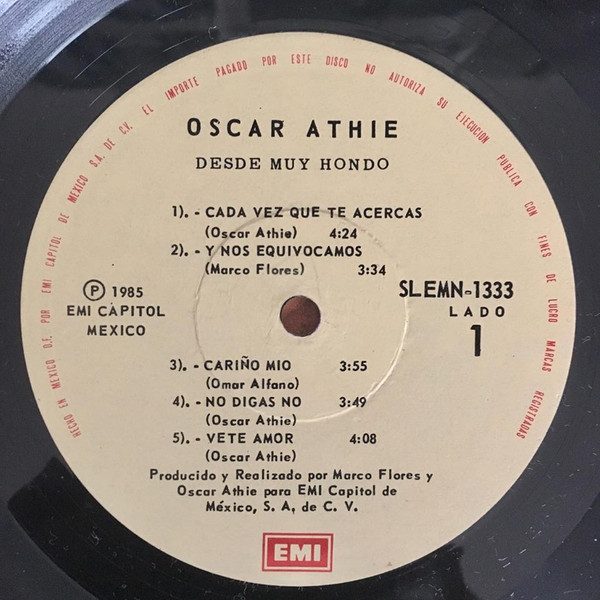 HECHO EN MEXICO D.F. POR EMI CAPITOL DE MEXICO S.A. DE C.V. EL IMPORTE PAGADO POR ESTE DISCO NO AUTORIZA SU EJECUCION PUBLICA CON FINES DE LUCRO MARCAS REGISTRADAS
OSCAR ATHIE
DESDE MUY HONDO
1). - CADA VEZ QUE TE ACERCAS
(Oscar Athie) 4:24
2). - Y NOS EQUIVOCAMOS
(Marco Flores) 3:34
Ⓟ 1985
EMI CÀPITOL
MEXICO
SLEMN-1333
LADO
1
3). - CARIÑO MIO 3:55
(Omar Alfano)
4). - NO DIGAS NO 3:49
(Oscar Athie)
5). - VETE AMOR 4:08
(Oscar Athie)
Producido y Realizado por Marco Flores y
Oscar Athie para EMI Capitol de
México, S. A, de C. V.
EMI